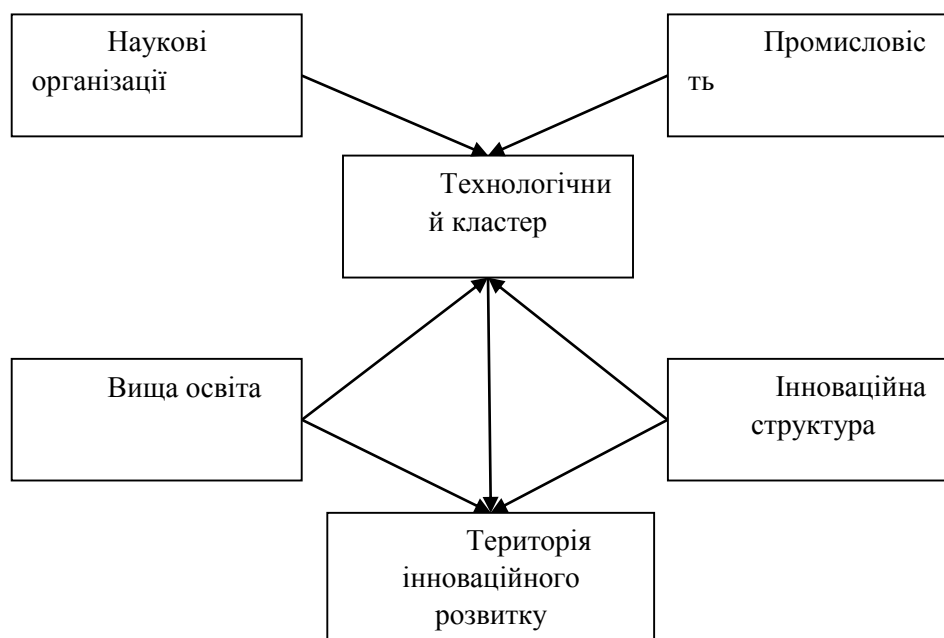 Наукові
організації
Промисловіс
ть
Технологічни
й кластер
Вища освіта
Інноваційна
структура
Територія
інноваційного
розвитку